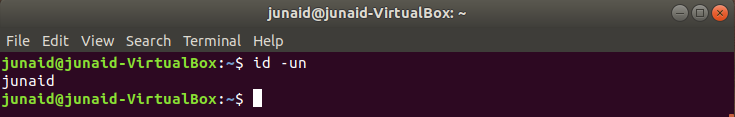 junaid@junaid-VirtualBox: ~
File Edit View Search Terminal Help
junaid@junaid-VirtualBox:~$ id -un
junaid
junaid@junaid-VirtualBox:~$